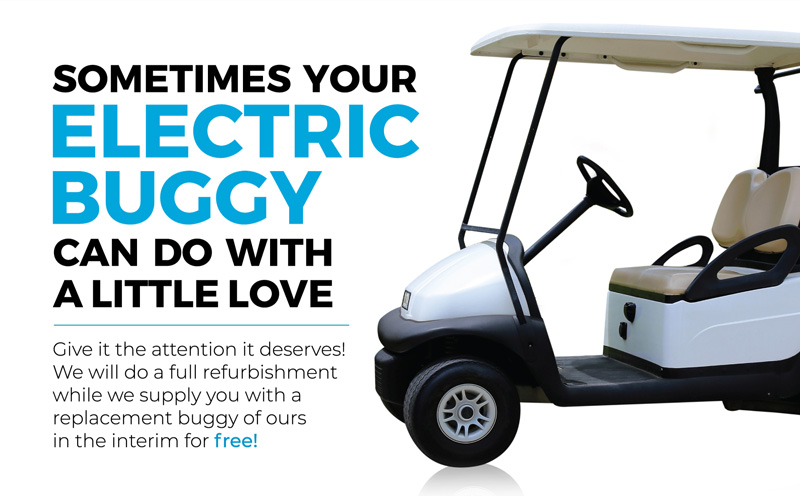 SOMETIMES YOUR
ELECTRIC
BUGGY
CAN DO WITH
A LITTLE LOVE
Give it the attention it deserves!
We will do a full refurbishment
while we supply you with a
replacement buggy of ours
in the interim for free!